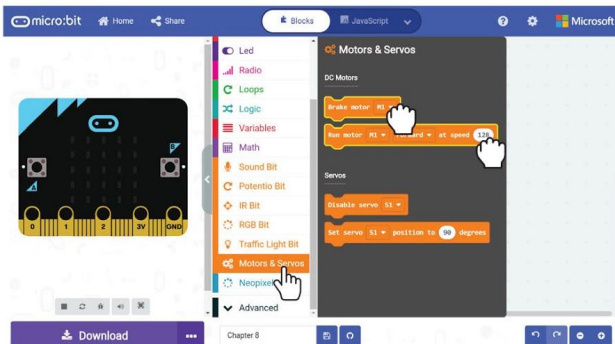 micro:bit Home Share Blocks JavaScript Microsoft
Led
Radio
Loops
Logic
Variables
Math
Sound Bit
Potentio Bit
IR Bit
RGB Bit
Traffic Light Bit
Motors & Servos
Neopixel
Advanced
Motors & Servos
DC Motors
Brake motor M1
Run motor M1 forward at speed 128
Servos
Disable servo S1
Set servo S1 position to 90 degrees
A
B
0 1 2 3V GND
Download
Chapter 8